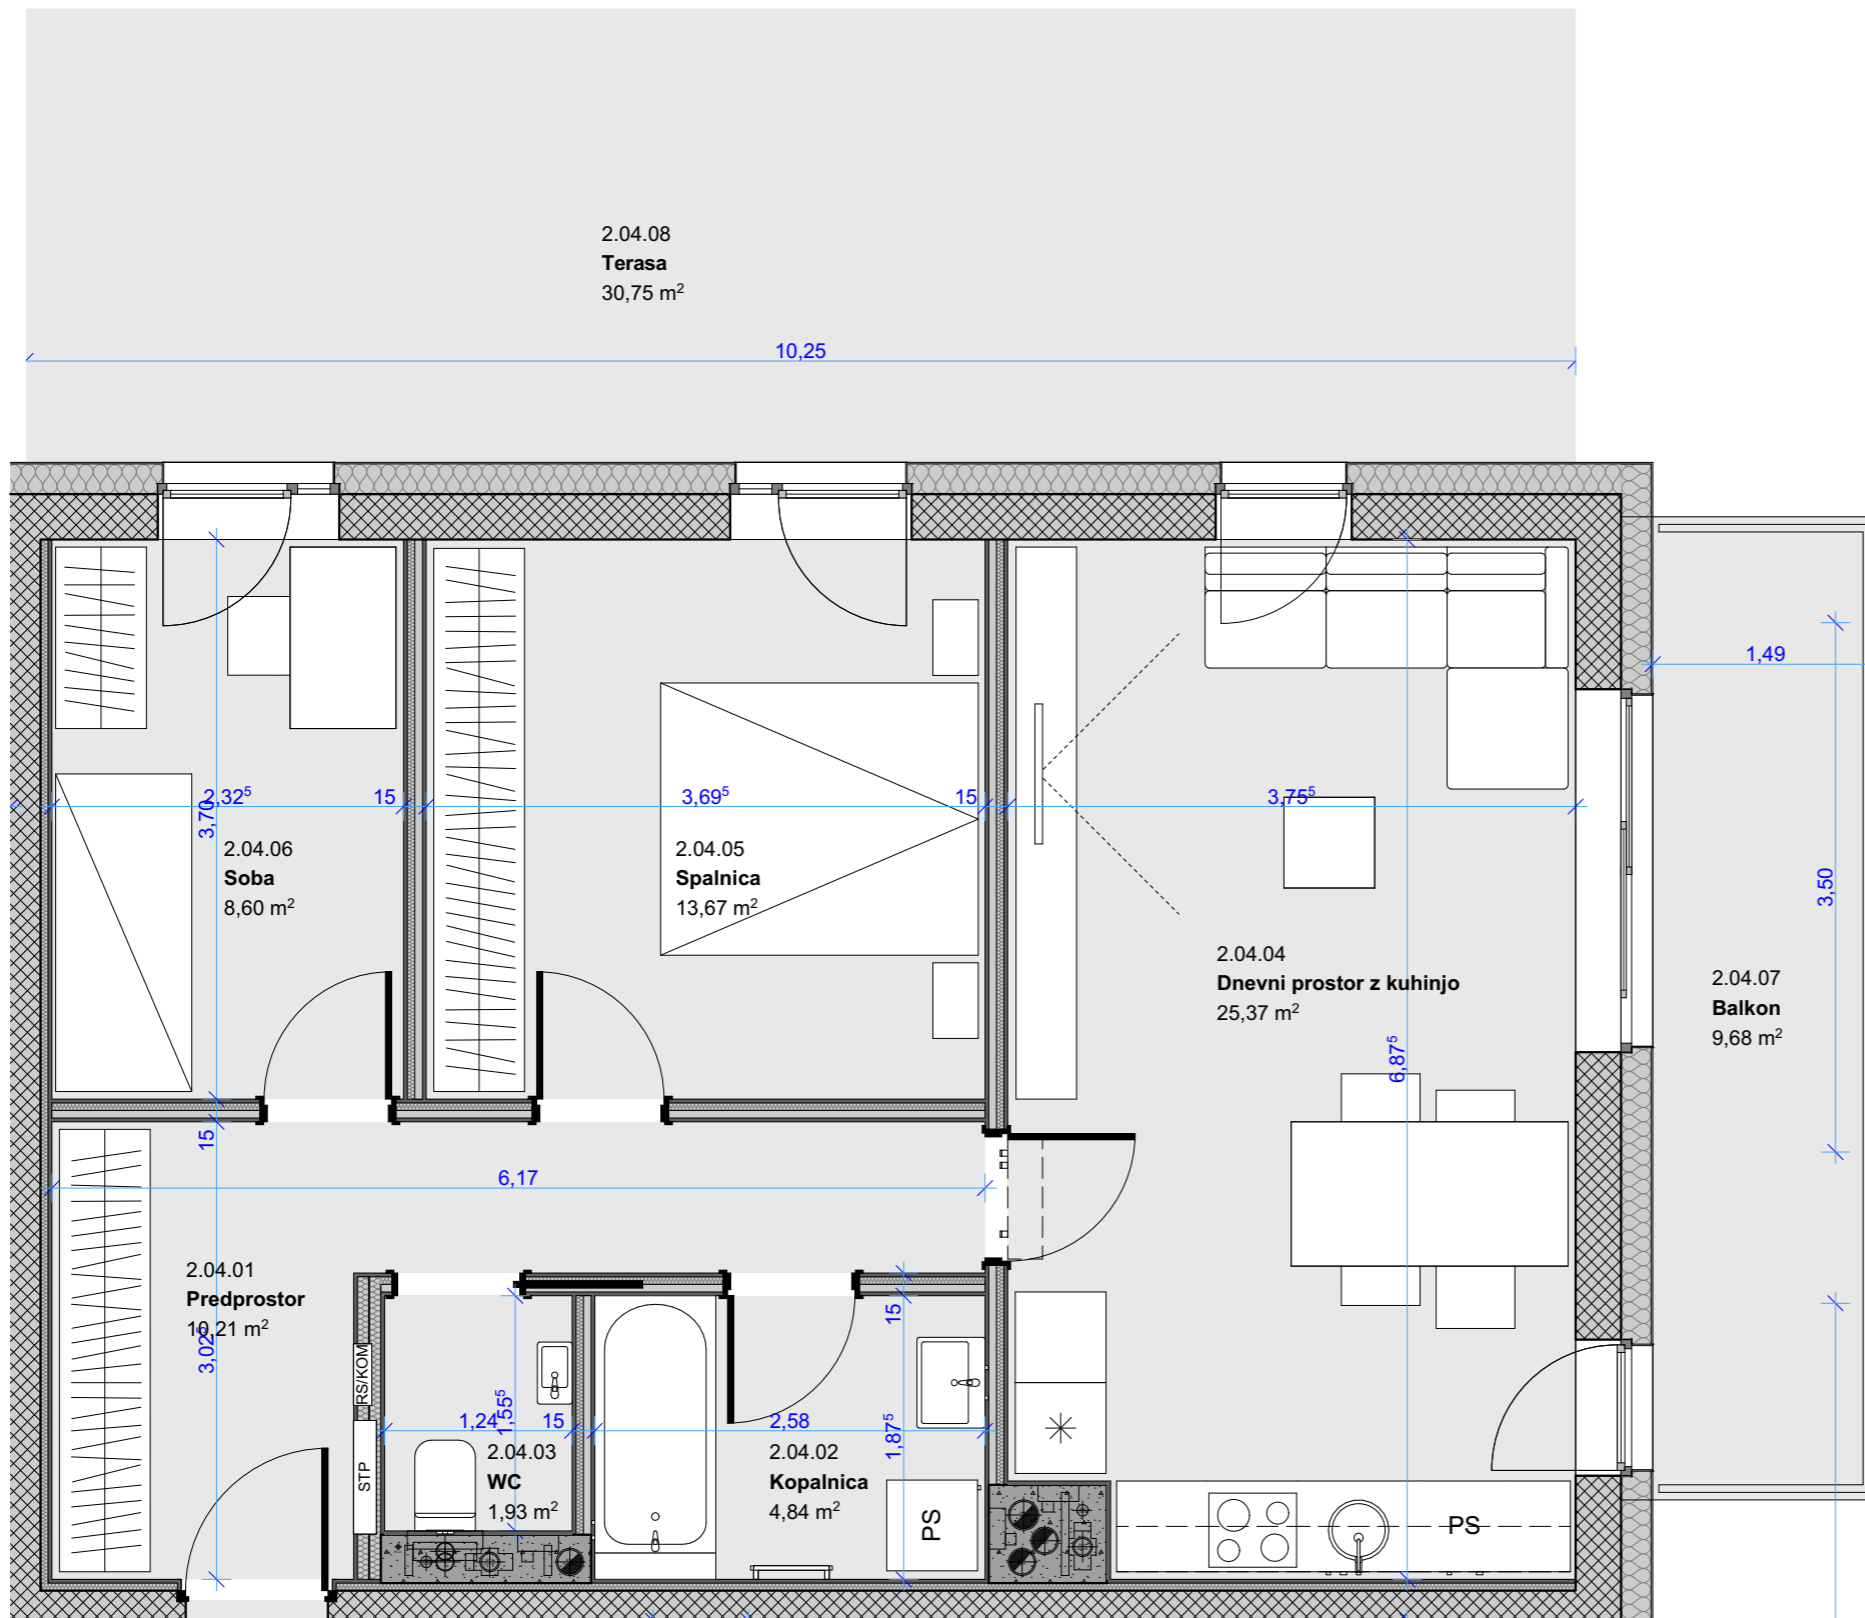 2.04.08
Terasa
30,75 m²
10,25
1,49
2,32⁵
15
3,69⁵
15
3,75⁵
3,70
2.04.06
Soba
8,60 m²
2.04.05
Spalnica
13,67 m²
3,50
2.04.04
Dnevni prostor z kuhinjo
25,37 m²
2.04.07
Balkon
9,68 m²
6,87⁵
15
6,17
2.04.01
Predprostor
10,21 m²
3,02⁵
15
RS/KOM
STP
1,24
1,55⁵
15
2,58
1,87⁵
2.04.03
WC
1,93 m²
2.04.02
Kopalnica
4,84 m²
PS
PS